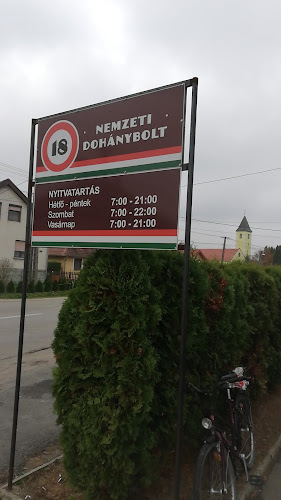 18
NEMZETI
DOHÁNYBOLT
NYITVATARTÁS
Hétfő - péntek 7:00 - 21:00
Szombat 7:00 - 22:00
Vasárnap 7:00 - 21:00